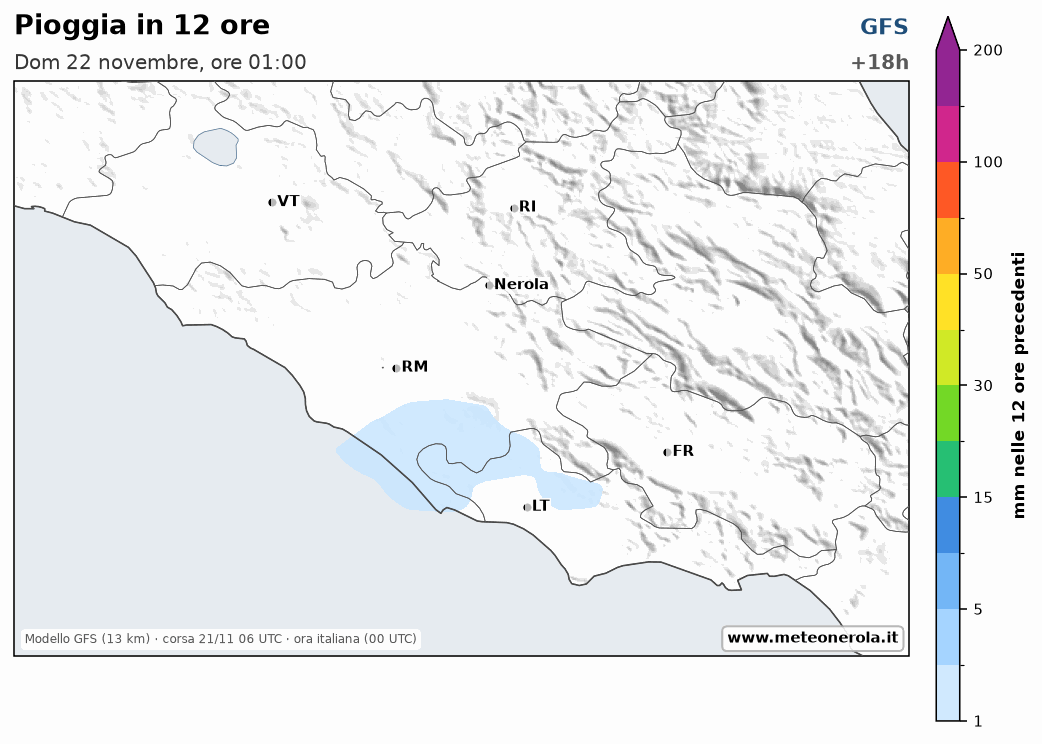 Pioggia in 12 ore
GFS
Dom 22 novembre, ore 01:00
+18h
VT
RI
Nerola
RM
FR
LT
Modello GFS (13 km) · corsa 21/11 06 UTC · ora italiana (00 UTC)
www.meteonerola.it
200
100
50
30
15
5
1
mm nelle 12 ore precedenti